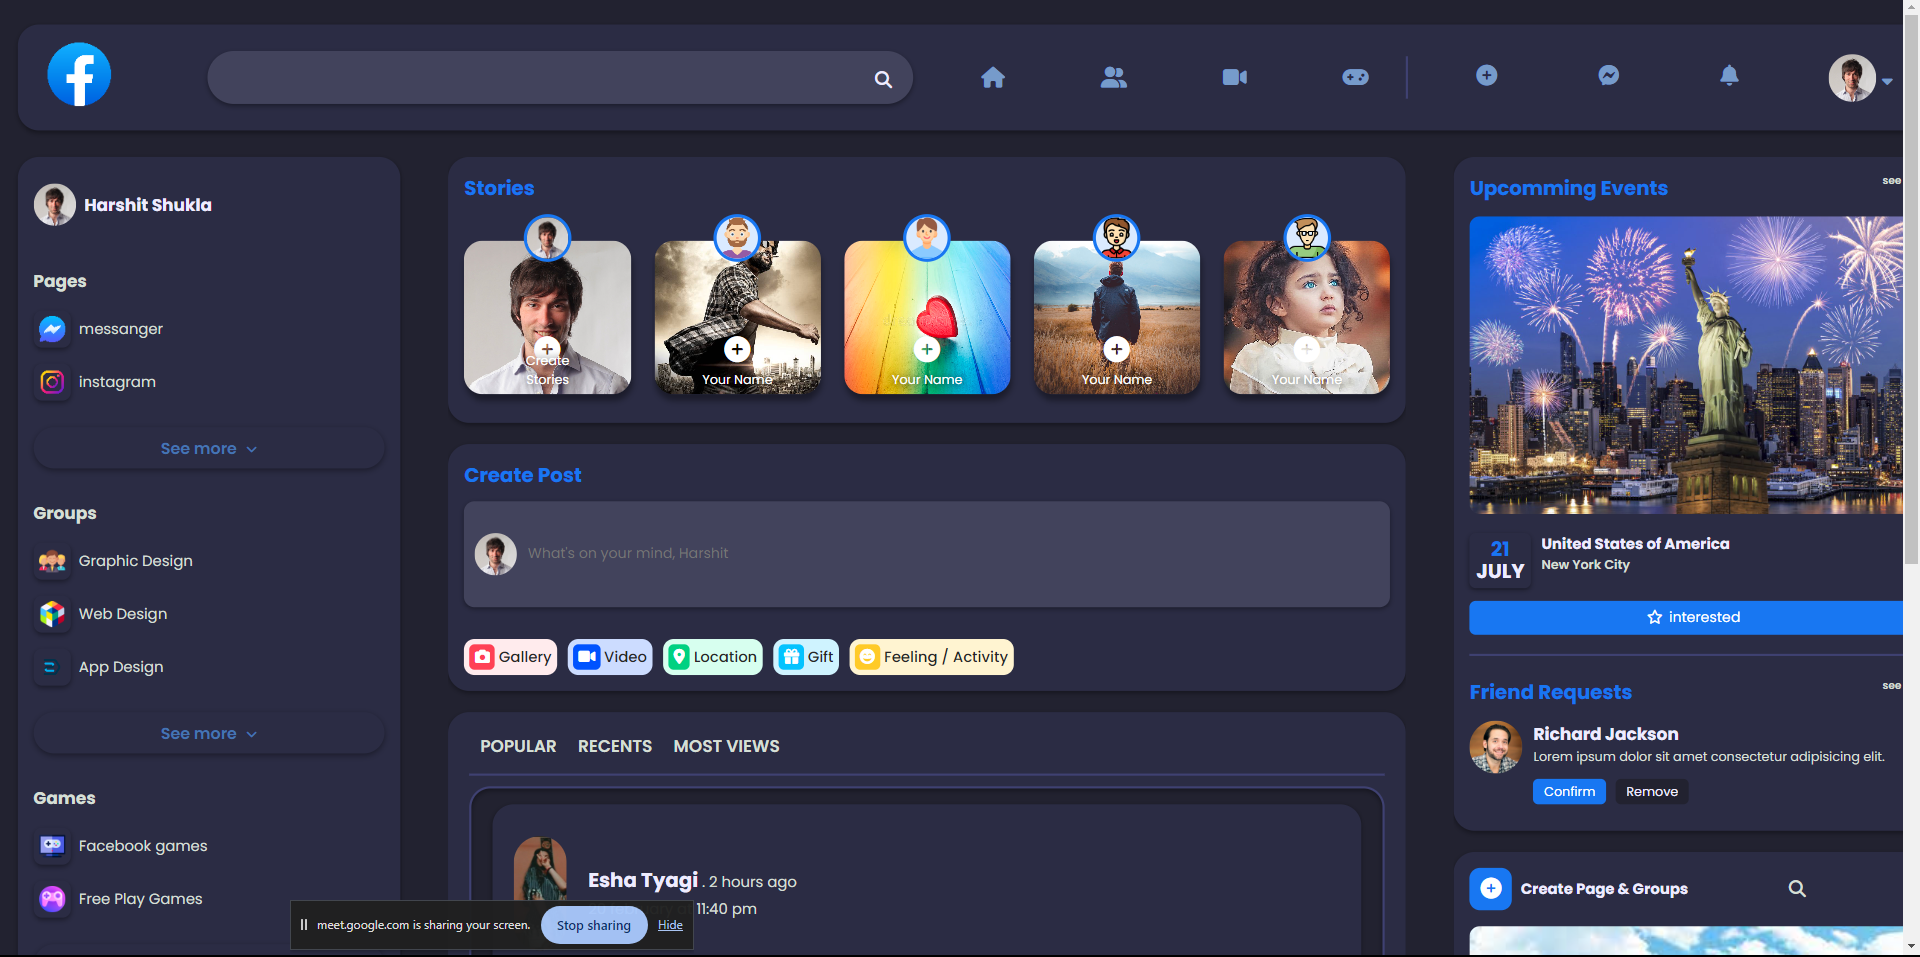 Harshit Shukla
Pages
messanger
instagram
See more
Groups
Graphic Design
Web Design
App Design
See more
Games
Facebook games
Free Play Games
Stories
Create
Stories
Your Name
Your Name
Your Name
Your Name
Create Post
What's on your mind, Harshit
Gallery
Video
Location
Gift
Feeling / Activity
POPULAR
RECENTS
MOST VIEWS
Esha Tyagi . 2 hours ago
11:40 pm
meet.google.com is sharing your screen.
Stop sharing
Hide
Upcomming Events
see
21
JULY
United States of America
New York City
interested
Friend Requests
see
Richard Jackson
Lorem ipsum dolor sit amet consectetur adipisicing elit.
Confirm
Remove
Create Page & Groups